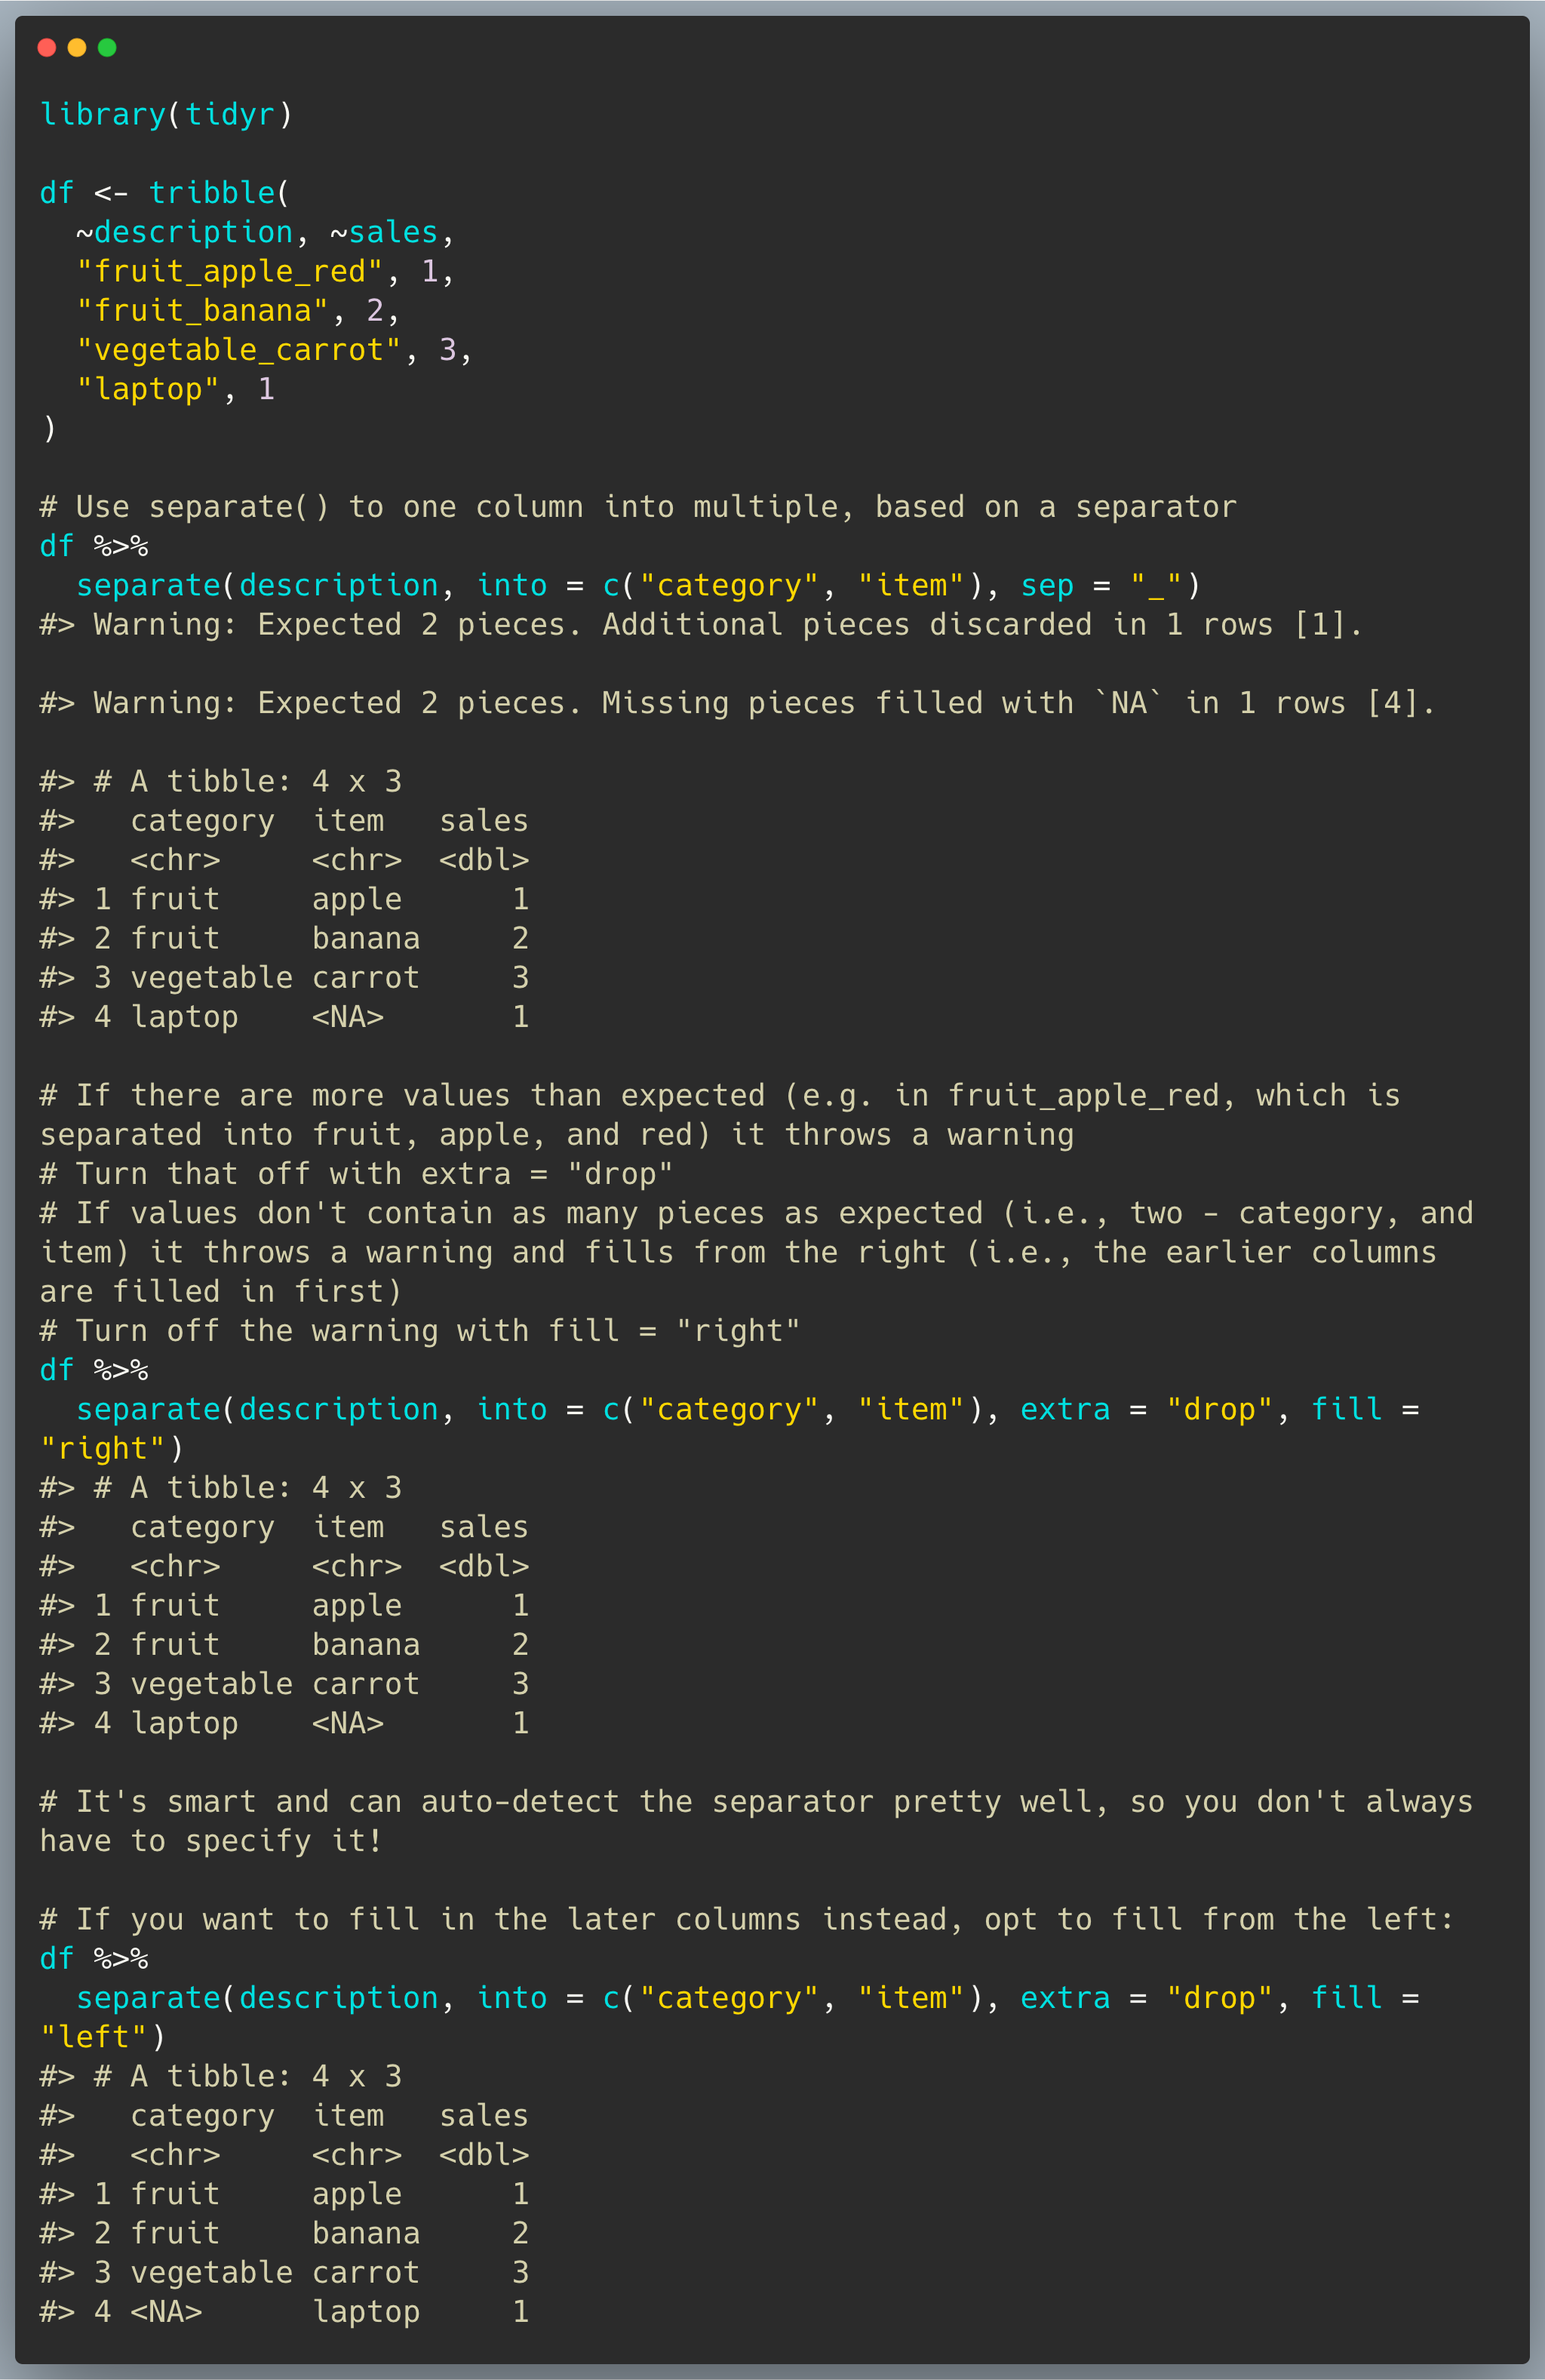 library(tidyr)

df <- tribble(
  ~description, ~sales,
  "fruit_apple_red", 1,
  "fruit_banana", 2,
  "vegetable_carrot", 3,
  "laptop", 1
)

# Use separate() to one column into multiple, based on a separator
df %>%
  separate(description, into = c("category", "item"), sep = "_")
#> Warning: Expected 2 pieces. Additional pieces discarded in 1 rows [1].

#> Warning: Expected 2 pieces. Missing pieces filled with `NA` in 1 rows [4].

#> # A tibble: 4 x 3
#>   category  item   sales
#>   <chr>     <chr>  <dbl>
#> 1 fruit     apple      1
#> 2 fruit     banana     2
#> 3 vegetable carrot     3
#> 4 laptop    <NA>       1

# If there are more values than expected (e.g. in fruit_apple_red, which is
separated into fruit, apple, and red) it throws a warning
# Turn that off with extra = "drop"
# If values don't contain as many pieces as expected (i.e., two - category, and
item) it throws a warning and fills from the right (i.e., the earlier columns
are filled in first)
# Turn off the warning with fill = "right"
df %>%
  separate(description, into = c("category", "item"), extra = "drop", fill =
"right")
#> # A tibble: 4 x 3
#>   category  item   sales
#>   <chr>     <chr>  <dbl>
#> 1 fruit     apple      1
#> 2 fruit     banana     2
#> 3 vegetable carrot     3
#> 4 laptop    <NA>       1

# It's smart and can auto-detect the separator pretty well, so you don't always
have to specify it!

# If you want to fill in the later columns instead, opt to fill from the left:
df %>%
  separate(description, into = c("category", "item"), extra = "drop", fill =
"left")
#> # A tibble: 4 x 3
#>   category  item   sales
#>   <chr>     <chr>  <dbl>
#> 1 fruit     apple      1
#> 2 fruit     banana     2
#> 3 vegetable carrot     3
#> 4 <NA>      laptop     1